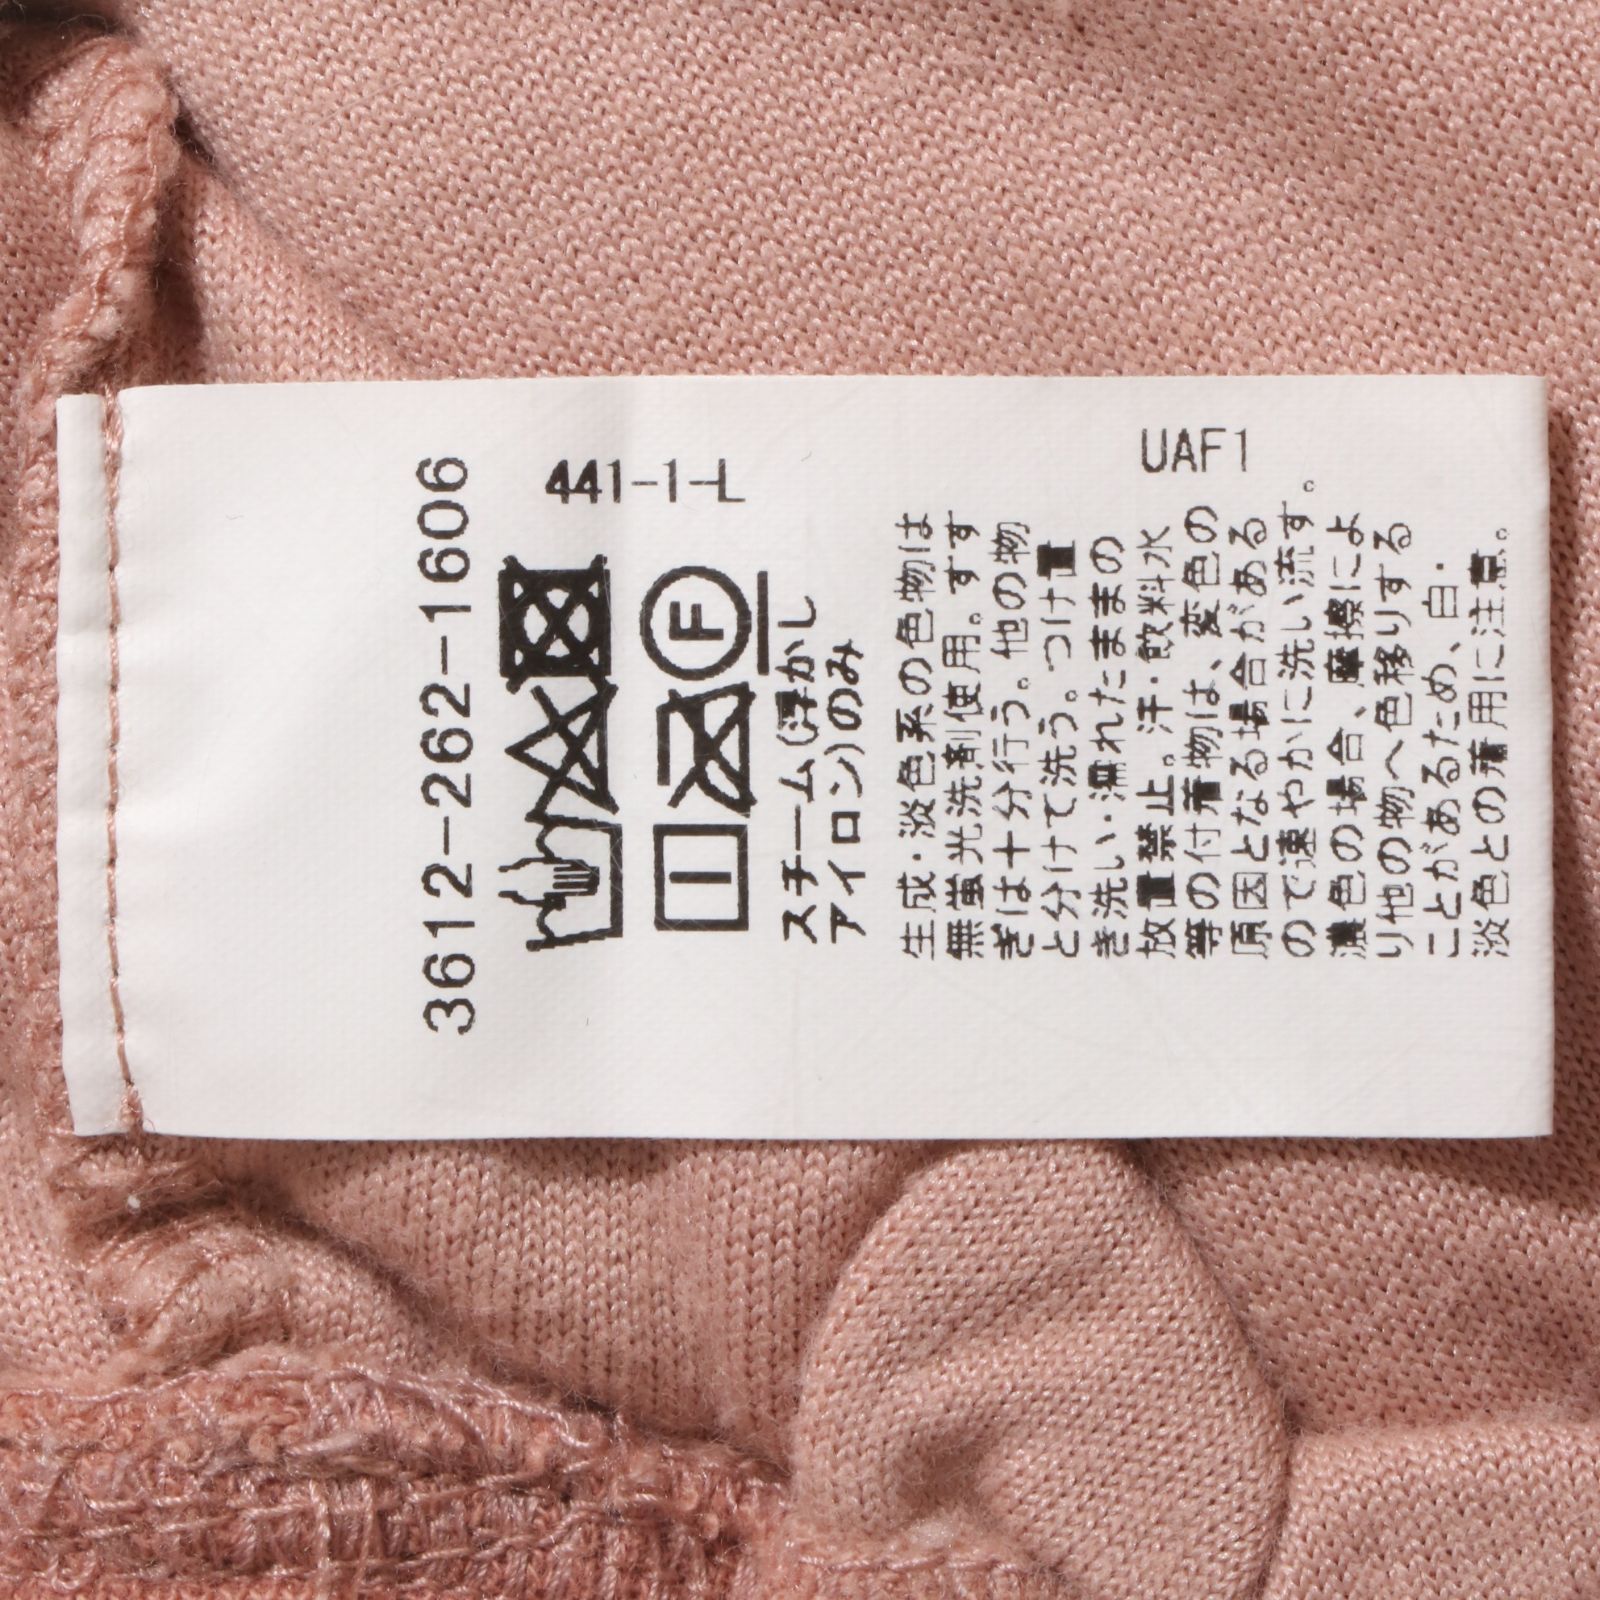 3612-262-1606
441-1-L
F
スチーム(浮かし
アイロン)のみ
生成・淡色系の色物は
無蛍光洗剤使用。すす
ぎは十分行う。他の物
と分けて洗う。つけ置
き洗い・濡れたままの
放置禁止。汗・飲料水
等の付着物は、変色の
原因となる場合がある
ので速やかに洗い流す。
濃色の場合、摩擦によ
り他の物へ色移りする
ことがあるため、白・
淡色との着用に注意。
UAF1